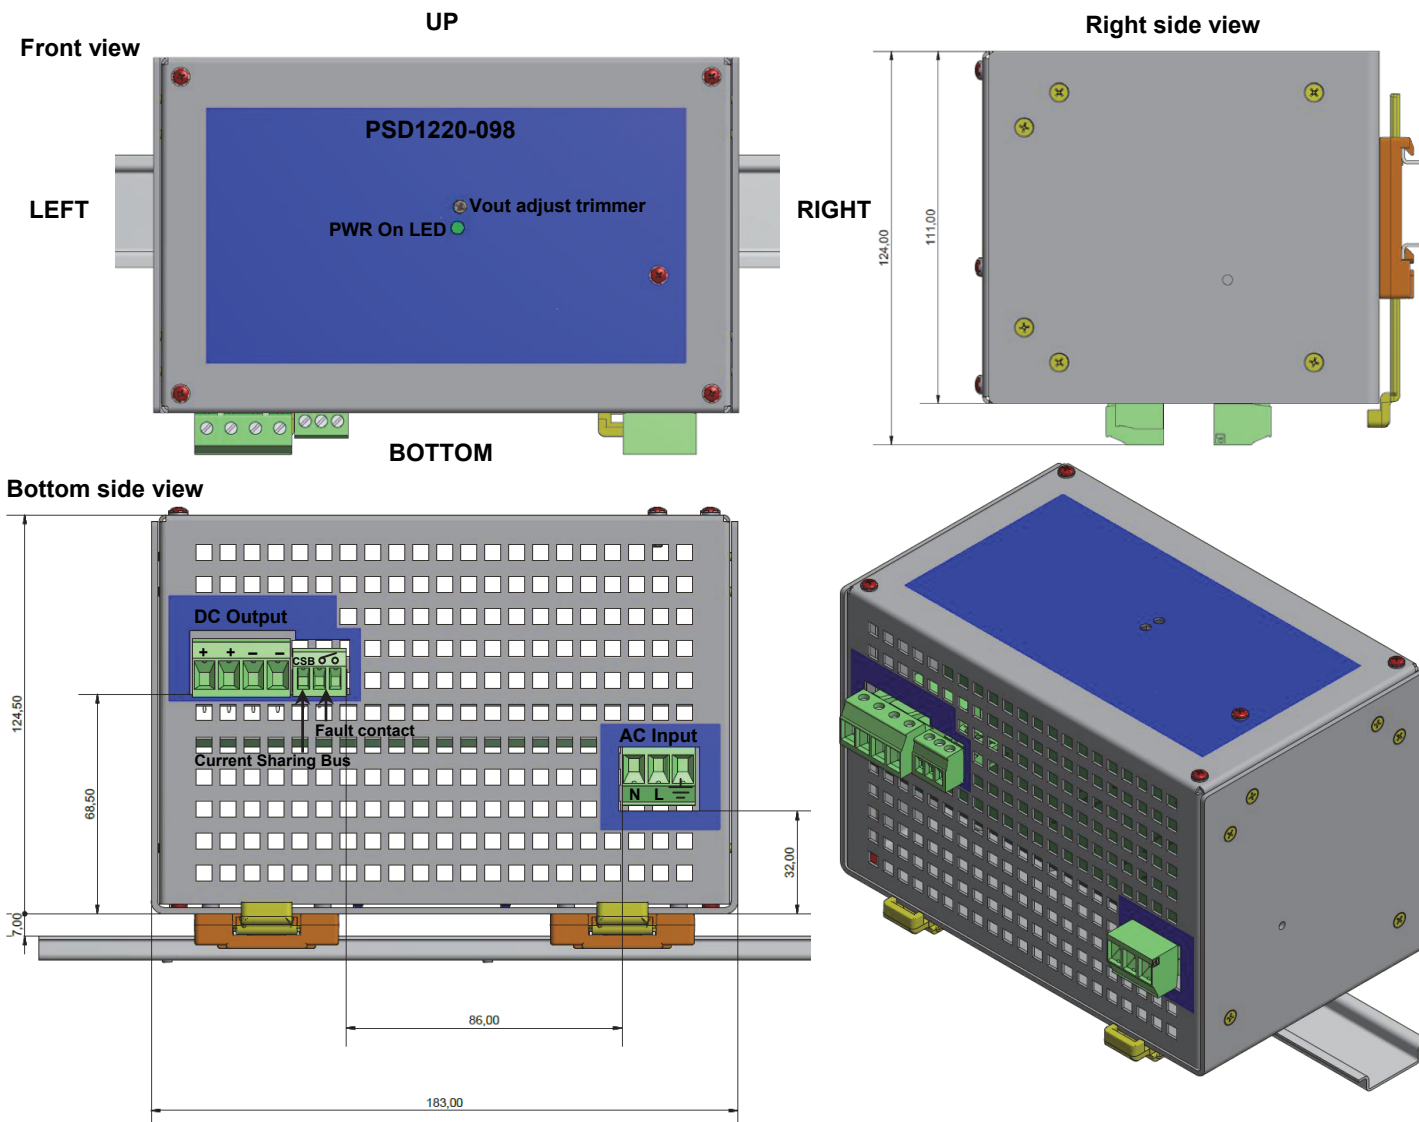 UP
Front view
Right side view
PSD1220-098
Vout adjust trimmer
PWR On LED
LEFT
RIGHT
124,00
111,00
BOTTOM
Bottom side view
DC Output
+ + − −
CSB
Fault contact
Current Sharing Bus
AC Input
N L
124,50
68,50
32,00
7,00
86,00
183,00